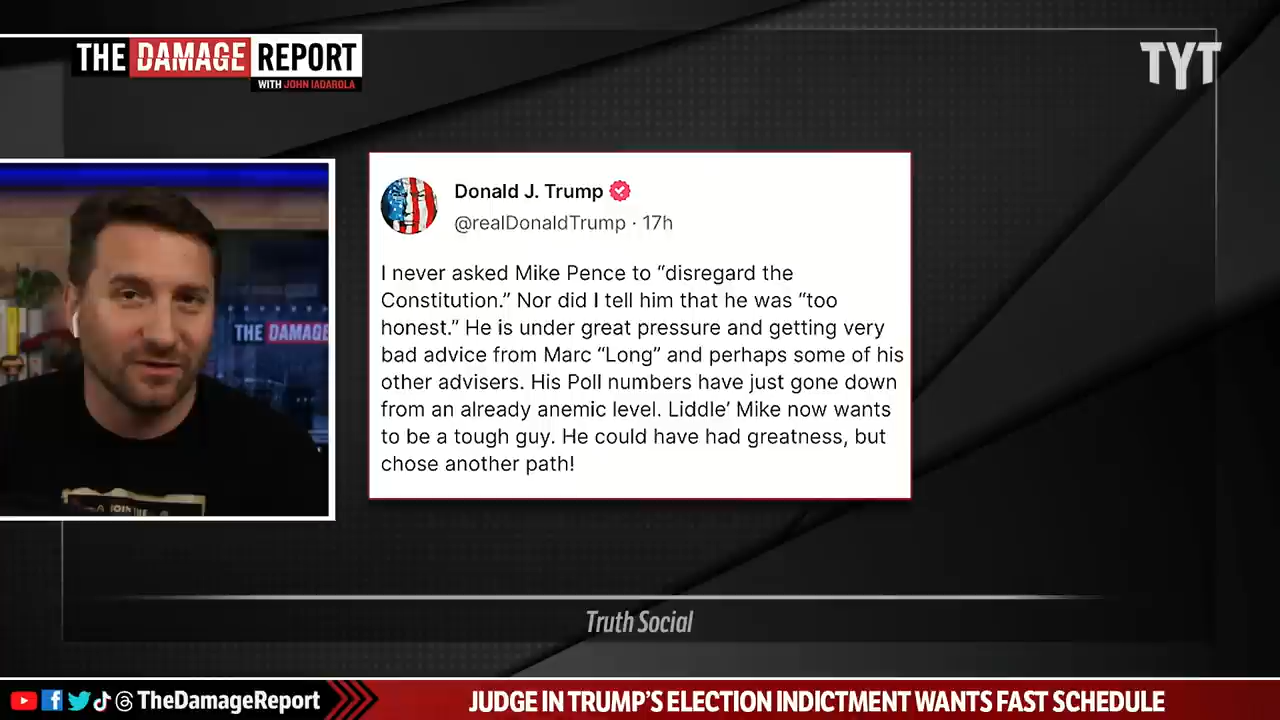 THE DAMAGE REPORT
WITH JOHN IADAROLA
TYT
Donald J. Trump
@realDonaldTrump · 17h
I never asked Mike Pence to “disregard the
Constitution.” Nor did I tell him that he was “too
honest.” He is under great pressure and getting very
bad advice from Marc “Long” and perhaps some of his
other advisers. His Poll numbers have just gone down
from an already anemic level. Liddle’ Mike now wants
to be a tough guy. He could have had greatness, but
chose another path!
THE DAMAGE
JOIN THE
Truth Social
TheDamageReport
JUDGE IN TRUMP’S ELECTION INDICTMENT WANTS FAST SCHEDULE